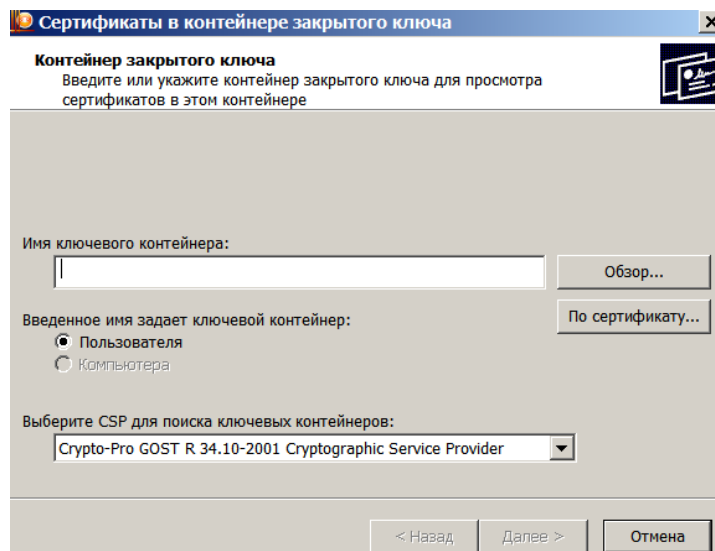 Сертификаты в контейнере закрытого ключа
Контейнер закрытого ключа
Введите или укажите контейнер закрытого ключа для просмотра
сертификатов в этом контейнере
Имя ключевого контейнера:
Обзор...
По сертификату...
Введенное имя задает ключевой контейнер:
Пользователя
Компьютера
Выберите CSP для поиска ключевых контейнеров:
Crypto-Pro GOST R 34.10-2001 Cryptographic Service Provider
< Назад
Далее >
Отмена